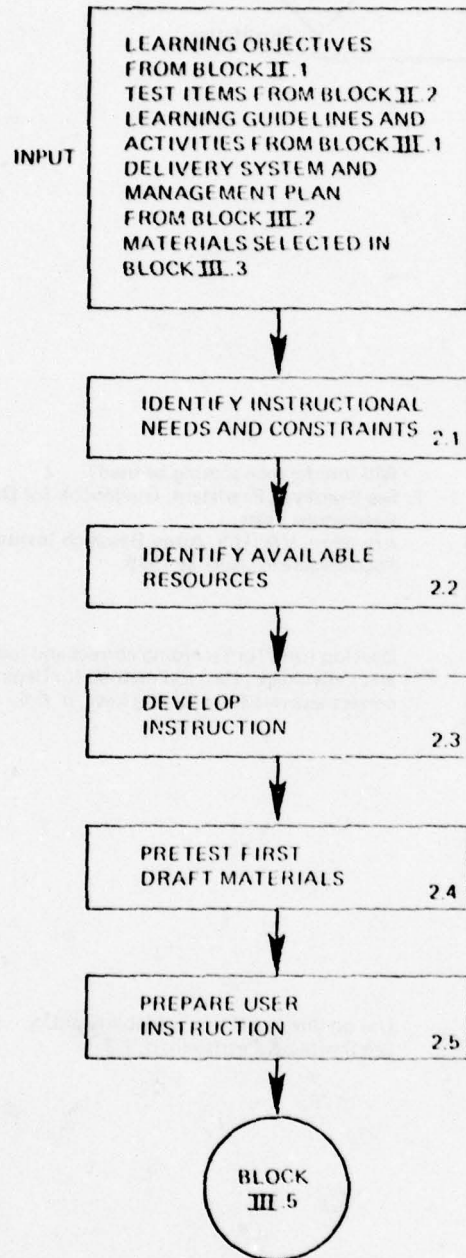 LEARNING OBJECTIVES
FROM BLOCK II.1
TEST ITEMS FROM BLOCK II.2
LEARNING GUIDELINES AND
INPUT
ACTIVITIES FROM BLOCK III.1
DELIVERY SYSTEM AND
MANAGEMENT PLAN
FROM BLOCK III.2
MATERIALS SELECTED IN
BLOCK III.3
IDENTIFY INSTRUCTIONAL
NEEDS AND CONSTRAINTS
2.1
IDENTIFY AVAILABLE
RESOURCES
2.2
DEVELOP
INSTRUCTION
2.3
PRETEST FIRST
DRAFT MATERIALS
2.4
PREPARE USER
INSTRUCTION
2.5
BLOCK
III.5